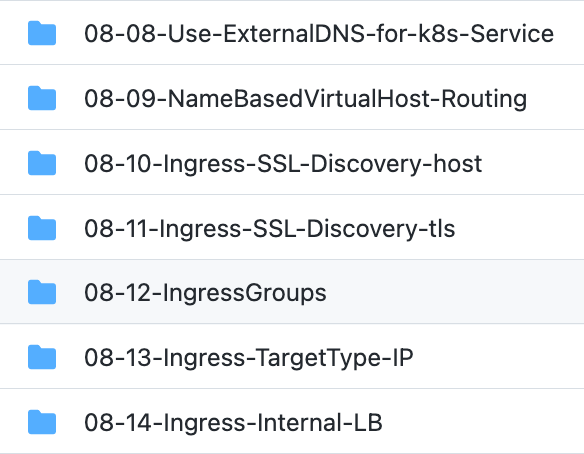 08-08-Use-ExternalDNS-for-k8s-Service
08-09-NameBasedVirtualHost-Routing
08-10-Ingress-SSL-Discovery-host
08-11-Ingress-SSL-Discovery-tls
08-12-IngressGroups
08-13-Ingress-TargetType-IP
08-14-Ingress-Internal-LB